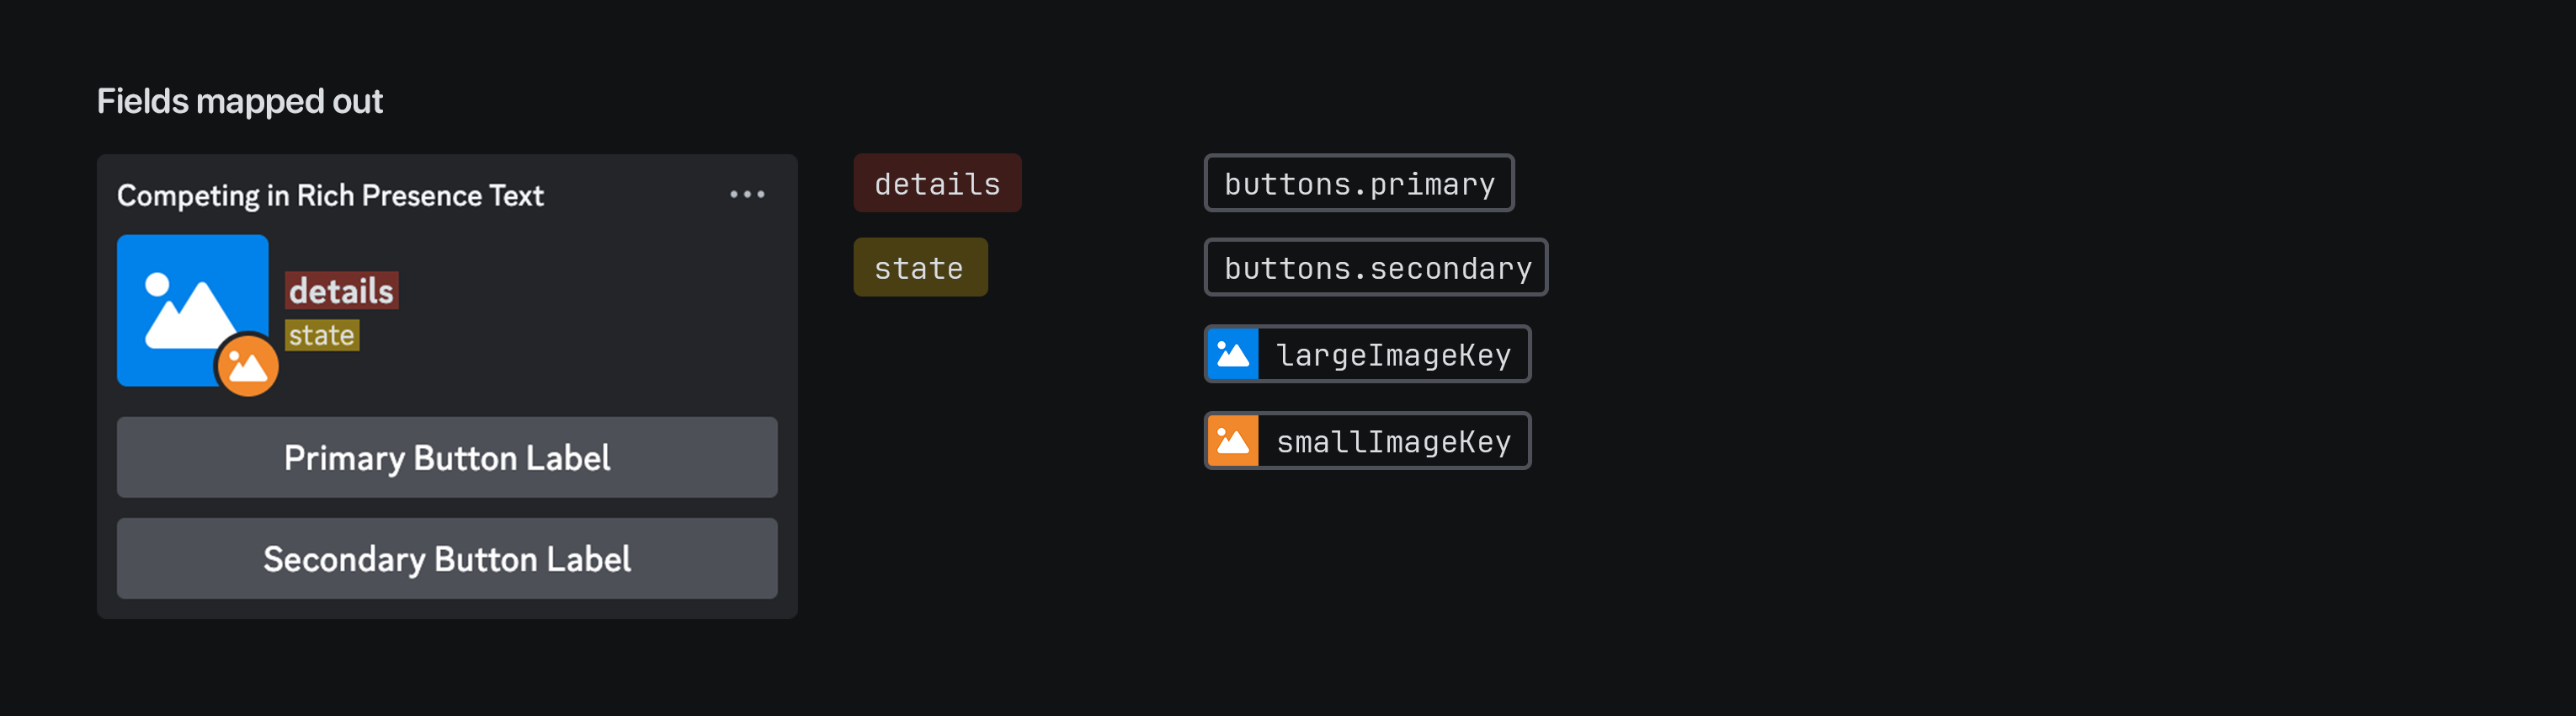 Fields mapped out
Competing in Rich Presence Text
details
state
Primary Button Label
Secondary Button Label
details
state
buttons.primary
buttons.secondary
largeImageKey
smallImageKey